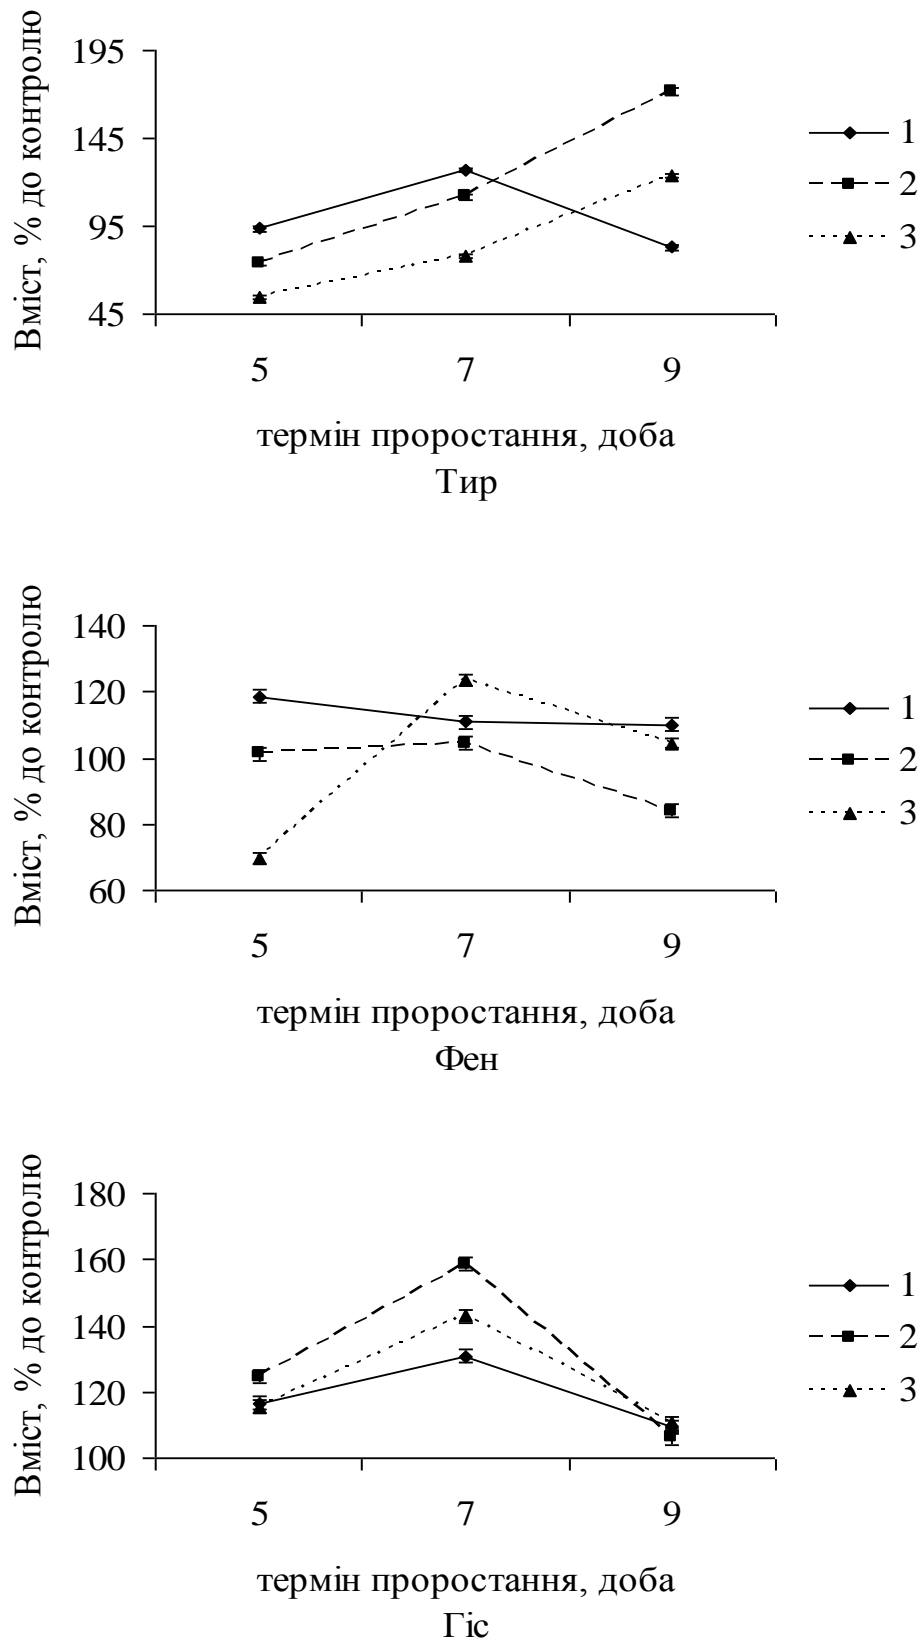 Вміст, % до контролю
195
145
95
45
5 7 9
термін проростання, доба
Тир
1
2
3
Вміст, % до контролю
140
120
100
80
60
5 7 9
термін проростання, доба
Фен
1
2
3
Вміст, % до контролю
180
160
140
120
100
5 7 9
термін проростання, доба
Гіс
1
2
3